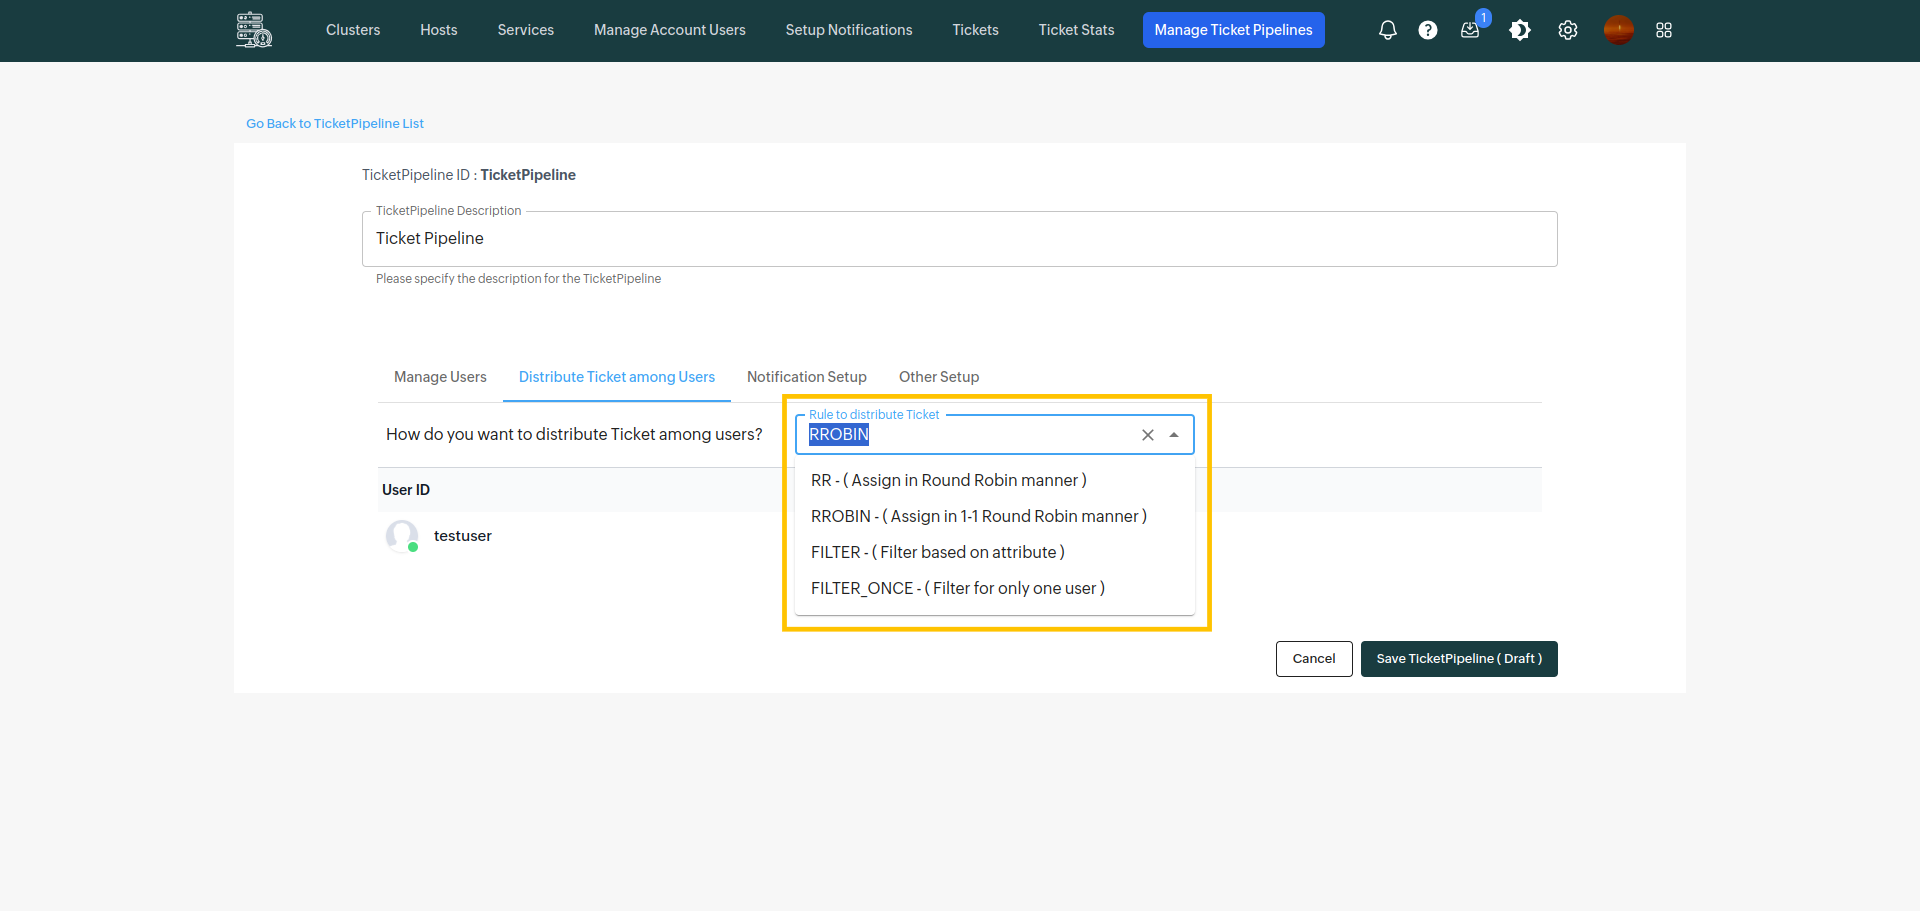 Clusters Hosts Services Manage Account Users Setup Notifications Tickets Ticket Stats Manage Ticket Pipelines ? 1
Go Back to TicketPipeline List
TicketPipeline ID : TicketPipeline
TicketPipeline Description
Ticket Pipeline
Please specify the description for the TicketPipeline
Manage Users Distribute Ticket among Users Notification Setup Other Setup
Rule to distribute Ticket
How do you want to distribute Ticket among users? RROBIN
RR - ( Assign in Round Robin manner )
User ID
RROBIN - ( Assign in 1-1 Round Robin manner )
testuser
FILTER - ( Filter based on attribute )
FILTER_ONCE - ( Filter for only one user )
Cancel Save TicketPipeline ( Draft )